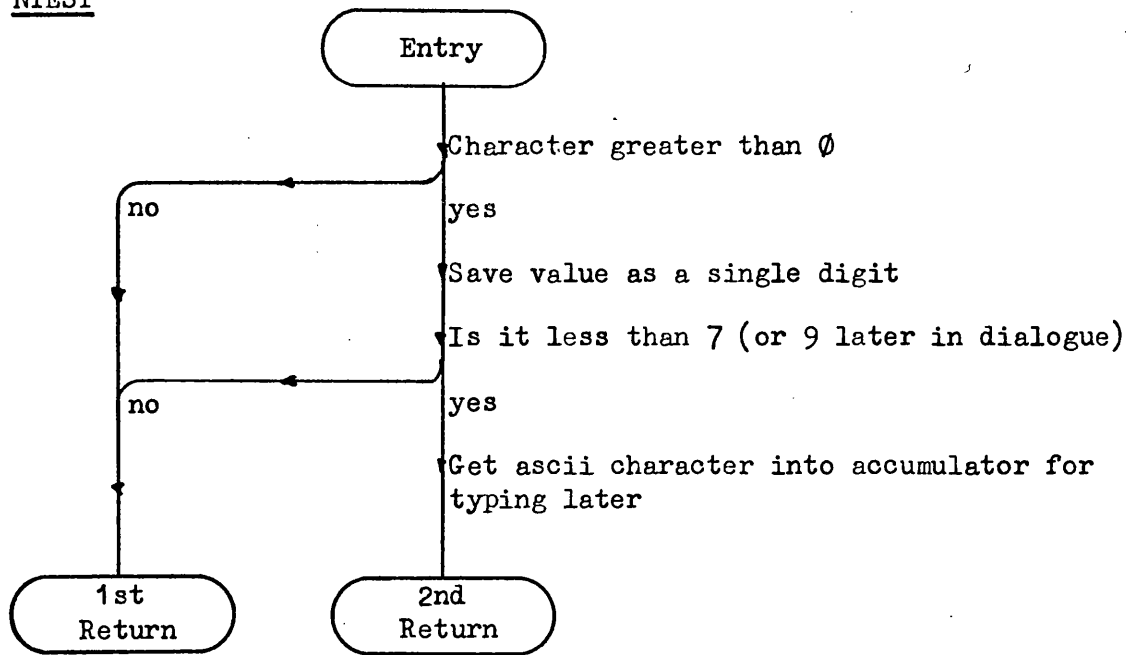 Entry
Character greater than Ø
no
yes
Save value as a single digit
Is it less than 7 (or 9 later in dialogue)
no
yes
Get ascii character into accumulator for
typing later
1st
Return
2nd
Return